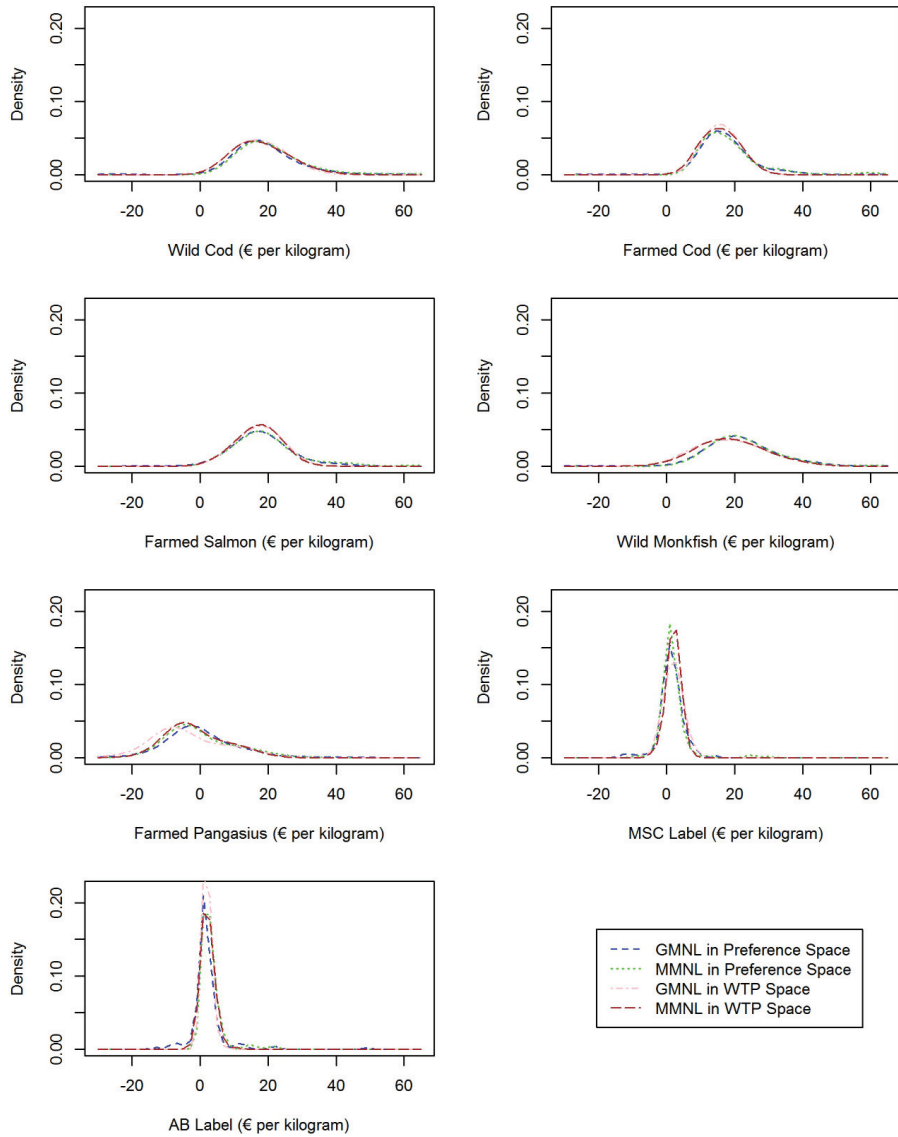 Density
0.00 0.10 0.20
-20 0 20 40 60
Wild Cod (€ per kilogram)
Density
0.00 0.10 0.20
-20 0 20 40 60
Farmed Cod (€ per kilogram)
Density
0.00 0.10 0.20
-20 0 20 40 60
Farmed Salmon (€ per kilogram)
Density
0.00 0.10 0.20
-20 0 20 40 60
Wild Monkfish (€ per kilogram)
Density
0.00 0.10 0.20
-20 0 20 40 60
Farmed Pangasius (€ per kilogram)
Density
0.00 0.10 0.20
-20 0 20 40 60
MSC Label (€ per kilogram)
Density
0.00 0.10 0.20
-20 0 20 40 60
AB Label (€ per kilogram)
GMNL in Preference Space
MMNL in Preference Space
GMNL in WTP Space
MMNL in WTP Space